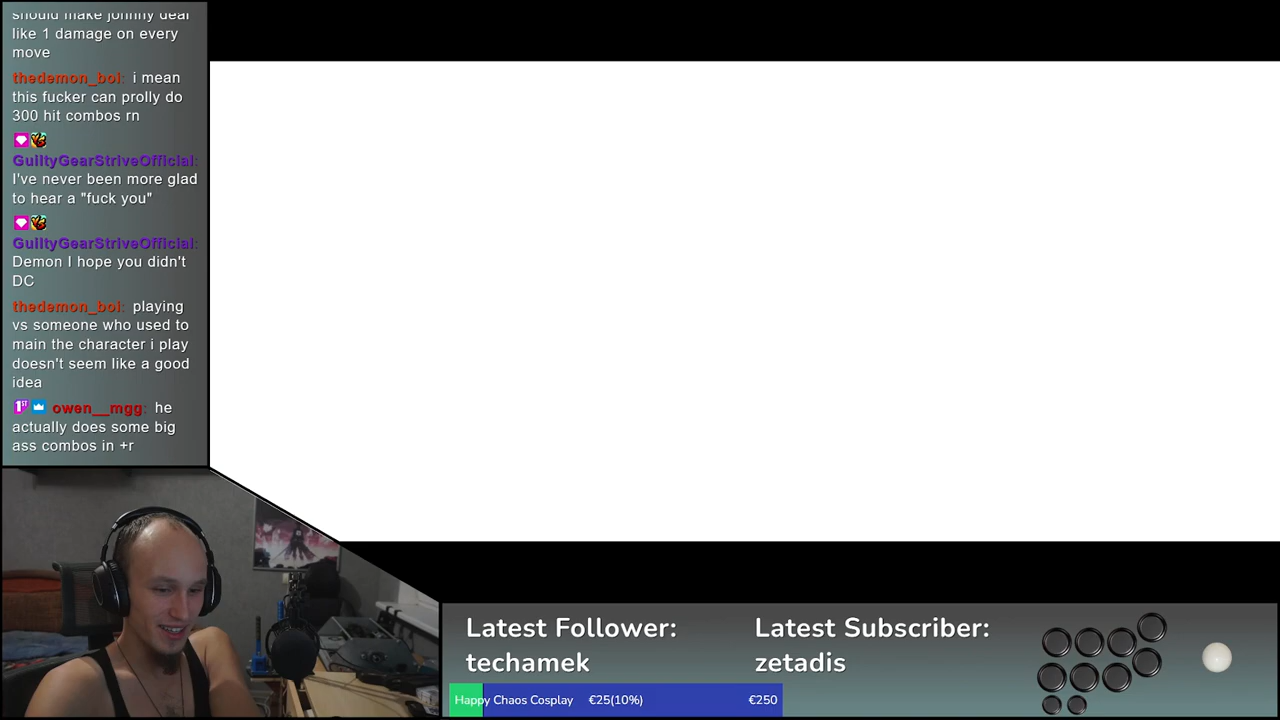 should make johnny deal
like 1 damage on every
move
thedemon_boi: i mean
this fucker can prolly do
300 hit combos rn
GuiltyGearStriveOfficial:
I've never been more glad
to hear a "fuck you"
GuiltyGearStriveOfficial:
Demon I hope you didn't
DC
thedemon_boi: playing
vs someone who used to
main the character i play
doesn't seem like a good
idea
1ST owen__mgg: he
actually does some big
ass combos in +r
Latest Follower:
techamek
Latest Subscriber:
zetadis
Happy Chaos Cosplay €25(10%) €250